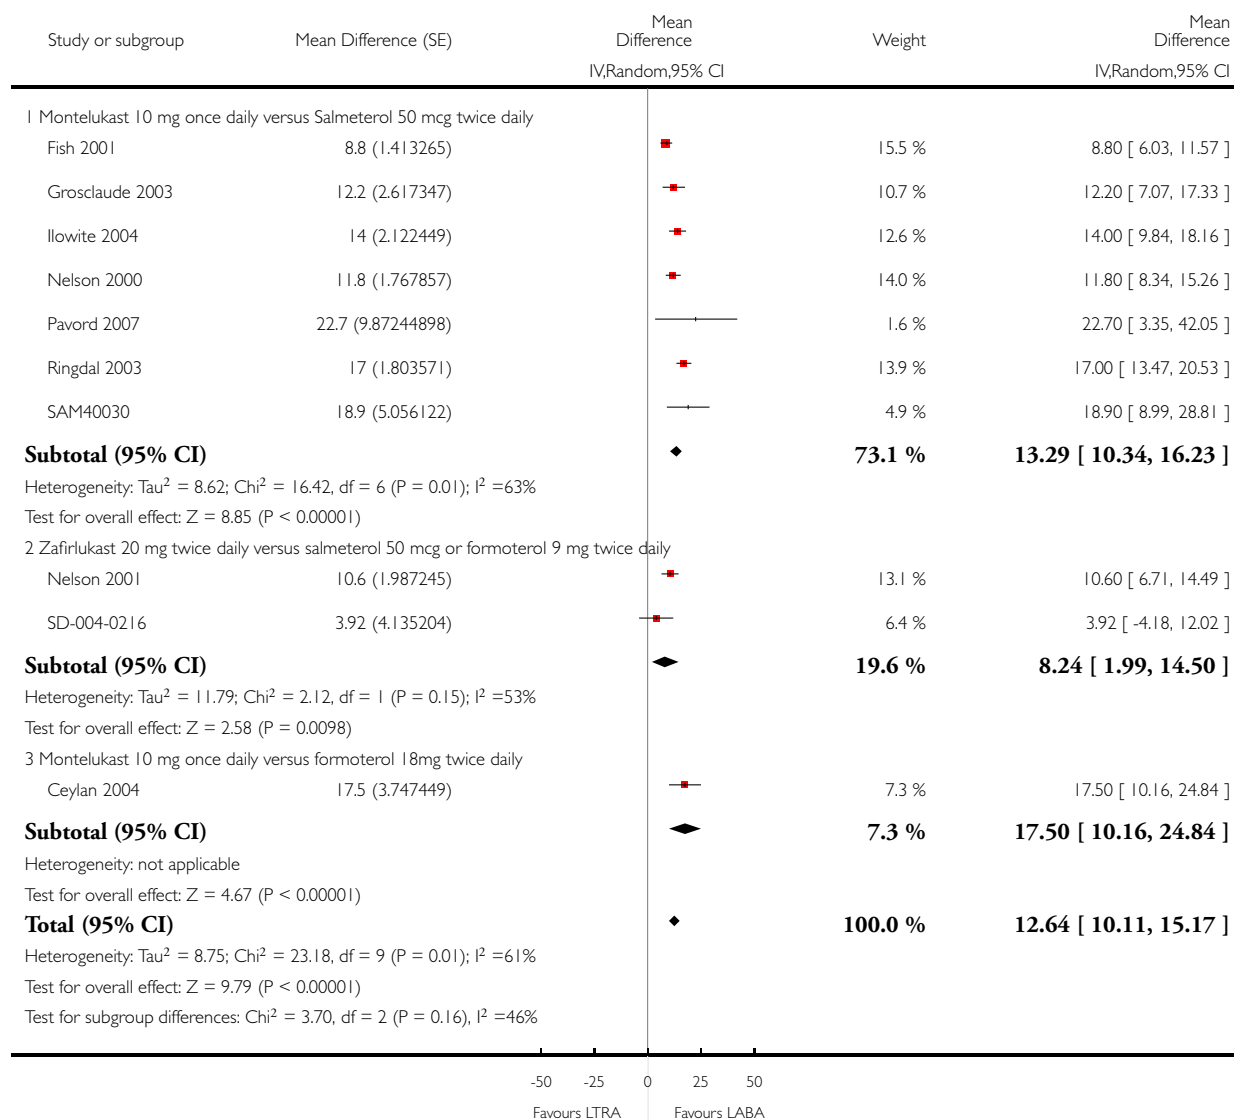 Study or subgroup Mean Difference (SE) Mean Difference Weight Mean Difference
IV,Random,95% CI IV,Random,95% CI
1 Montelukast 10 mg once daily versus Salmeterol 50 mcg twice daily
Fish 2001 8.8 (1.413265) 15.5 % 8.80 [ 6.03, 11.57 ]
Grosclaude 2003 12.2 (2.617347) 10.7 % 12.20 [ 7.07, 17.33 ]
Ilowite 2004 14 (2.122449) 12.6 % 14.00 [ 9.84, 18.16 ]
Nelson 2000 11.8 (1.767857) 14.0 % 11.80 [ 8.34, 15.26 ]
Pavord 2007 22.7 (9.87244898) 1.6 % 22.70 [ 3.35, 42.05 ]
Ringdal 2003 17 (1.803571) 13.9 % 17.00 [ 13.47, 20.53 ]
SAM40030 18.9 (5.056122) 4.9 % 18.90 [ 8.99, 28.81 ]
Subtotal (95% CI) 73.1 % 13.29 [ 10.34, 16.23 ]
Heterogeneity: Tau² = 8.62; Chi² = 16.42, df = 6 (P = 0.01); I² =63%
Test for overall effect: Z = 8.85 (P < 0.00001)
2 Zafirlukast 20 mg twice daily versus salmeterol 50 mcg or formoterol 9 mg twice daily
Nelson 2001 10.6 (1.987245) 13.1 % 10.60 [ 6.71, 14.49 ]
SD-004-0216 3.92 (4.135204) 6.4 % 3.92 [ -4.18, 12.02 ]
Subtotal (95% CI) 19.6 % 8.24 [ 1.99, 14.50 ]
Heterogeneity: Tau² = 11.79; Chi² = 2.12, df = 1 (P = 0.15); I² =53%
Test for overall effect: Z = 2.58 (P = 0.0098)
3 Montelukast 10 mg once daily versus formoterol 18mg twice daily
Ceylan 2004 17.5 (3.747449) 7.3 % 17.50 [ 10.16, 24.84 ]
Subtotal (95% CI) 7.3 % 17.50 [ 10.16, 24.84 ]
Heterogeneity: not applicable
Test for overall effect: Z = 4.67 (P < 0.00001)
Total (95% CI) 100.0 % 12.64 [ 10.11, 15.17 ]
Heterogeneity: Tau² = 8.75; Chi² = 23.18, df = 9 (P = 0.01); I² =61%
Test for overall effect: Z = 9.79 (P < 0.00001)
Test for subgroup differences: Chi² = 3.70, df = 2 (P = 0.16), I² =46%
-50 -25 0 25 50
Favours LTRA Favours LABA